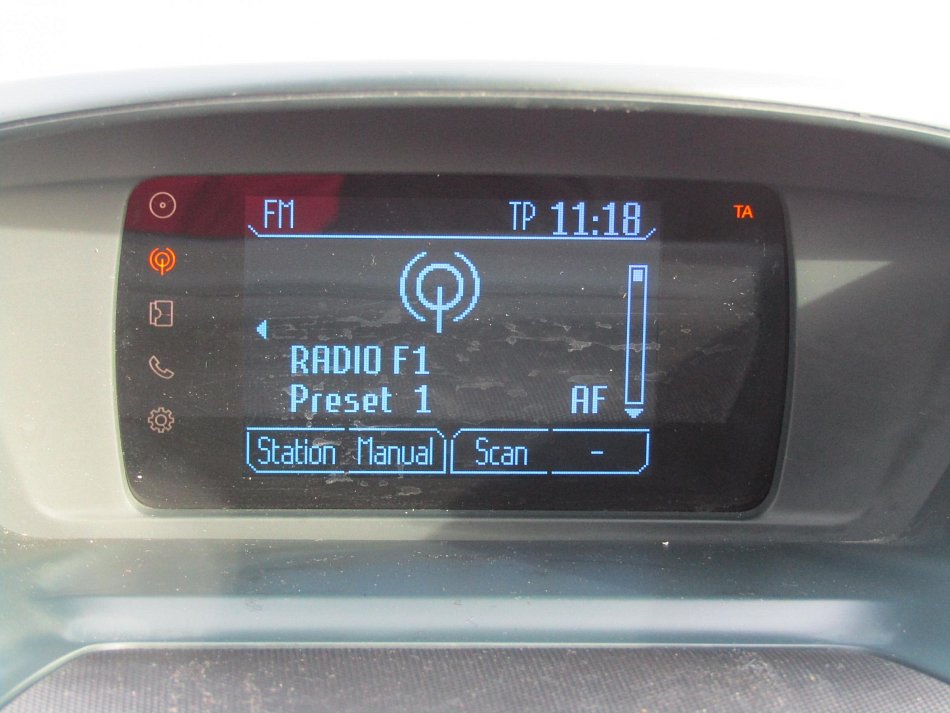 FM TP 11:18 TA
RADIO F1
Preset 1 AF
Station Manual Scan -